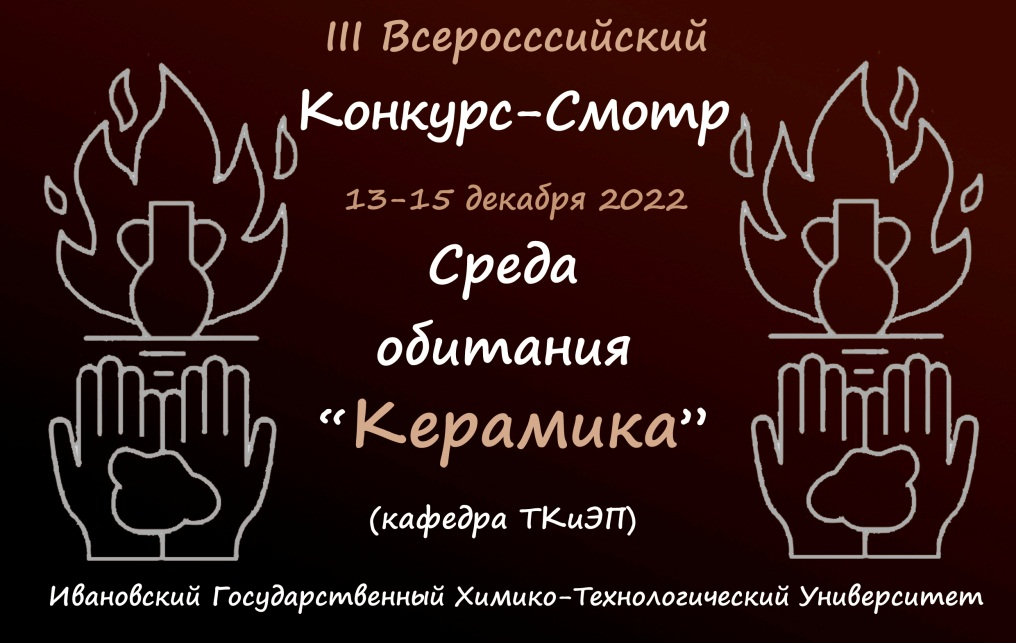 III Всеросссийский
Конкурс-Смотр
13-15 декабря 2022
Среда
обитания
“Керамика”
(кафедра ТКиЭП)
Ивановский Государственный Химико-Технологический Университет